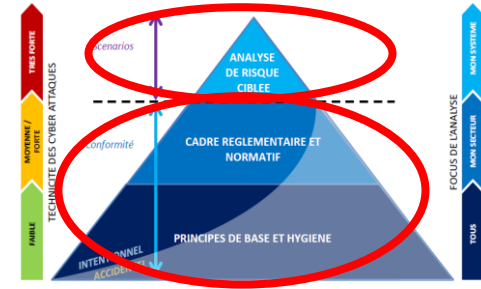 TRES FORTE
MOYENNE /
FORTE
FAIBLE
TECHNICITE DES CYBER ATTAQUES
scenarios
conformité
ANALYSE
DE RISQUE
CIBLEE
CADRE REGLEMENTAIRE ET
NORMATIF
PRINCIPES DE BASE ET HYGIENE
INTENTIONNEL
ACCIDENTEL
FOCUS DE L'ANALYSE
MON SYSTEME
MON SECTEUR
TOUS